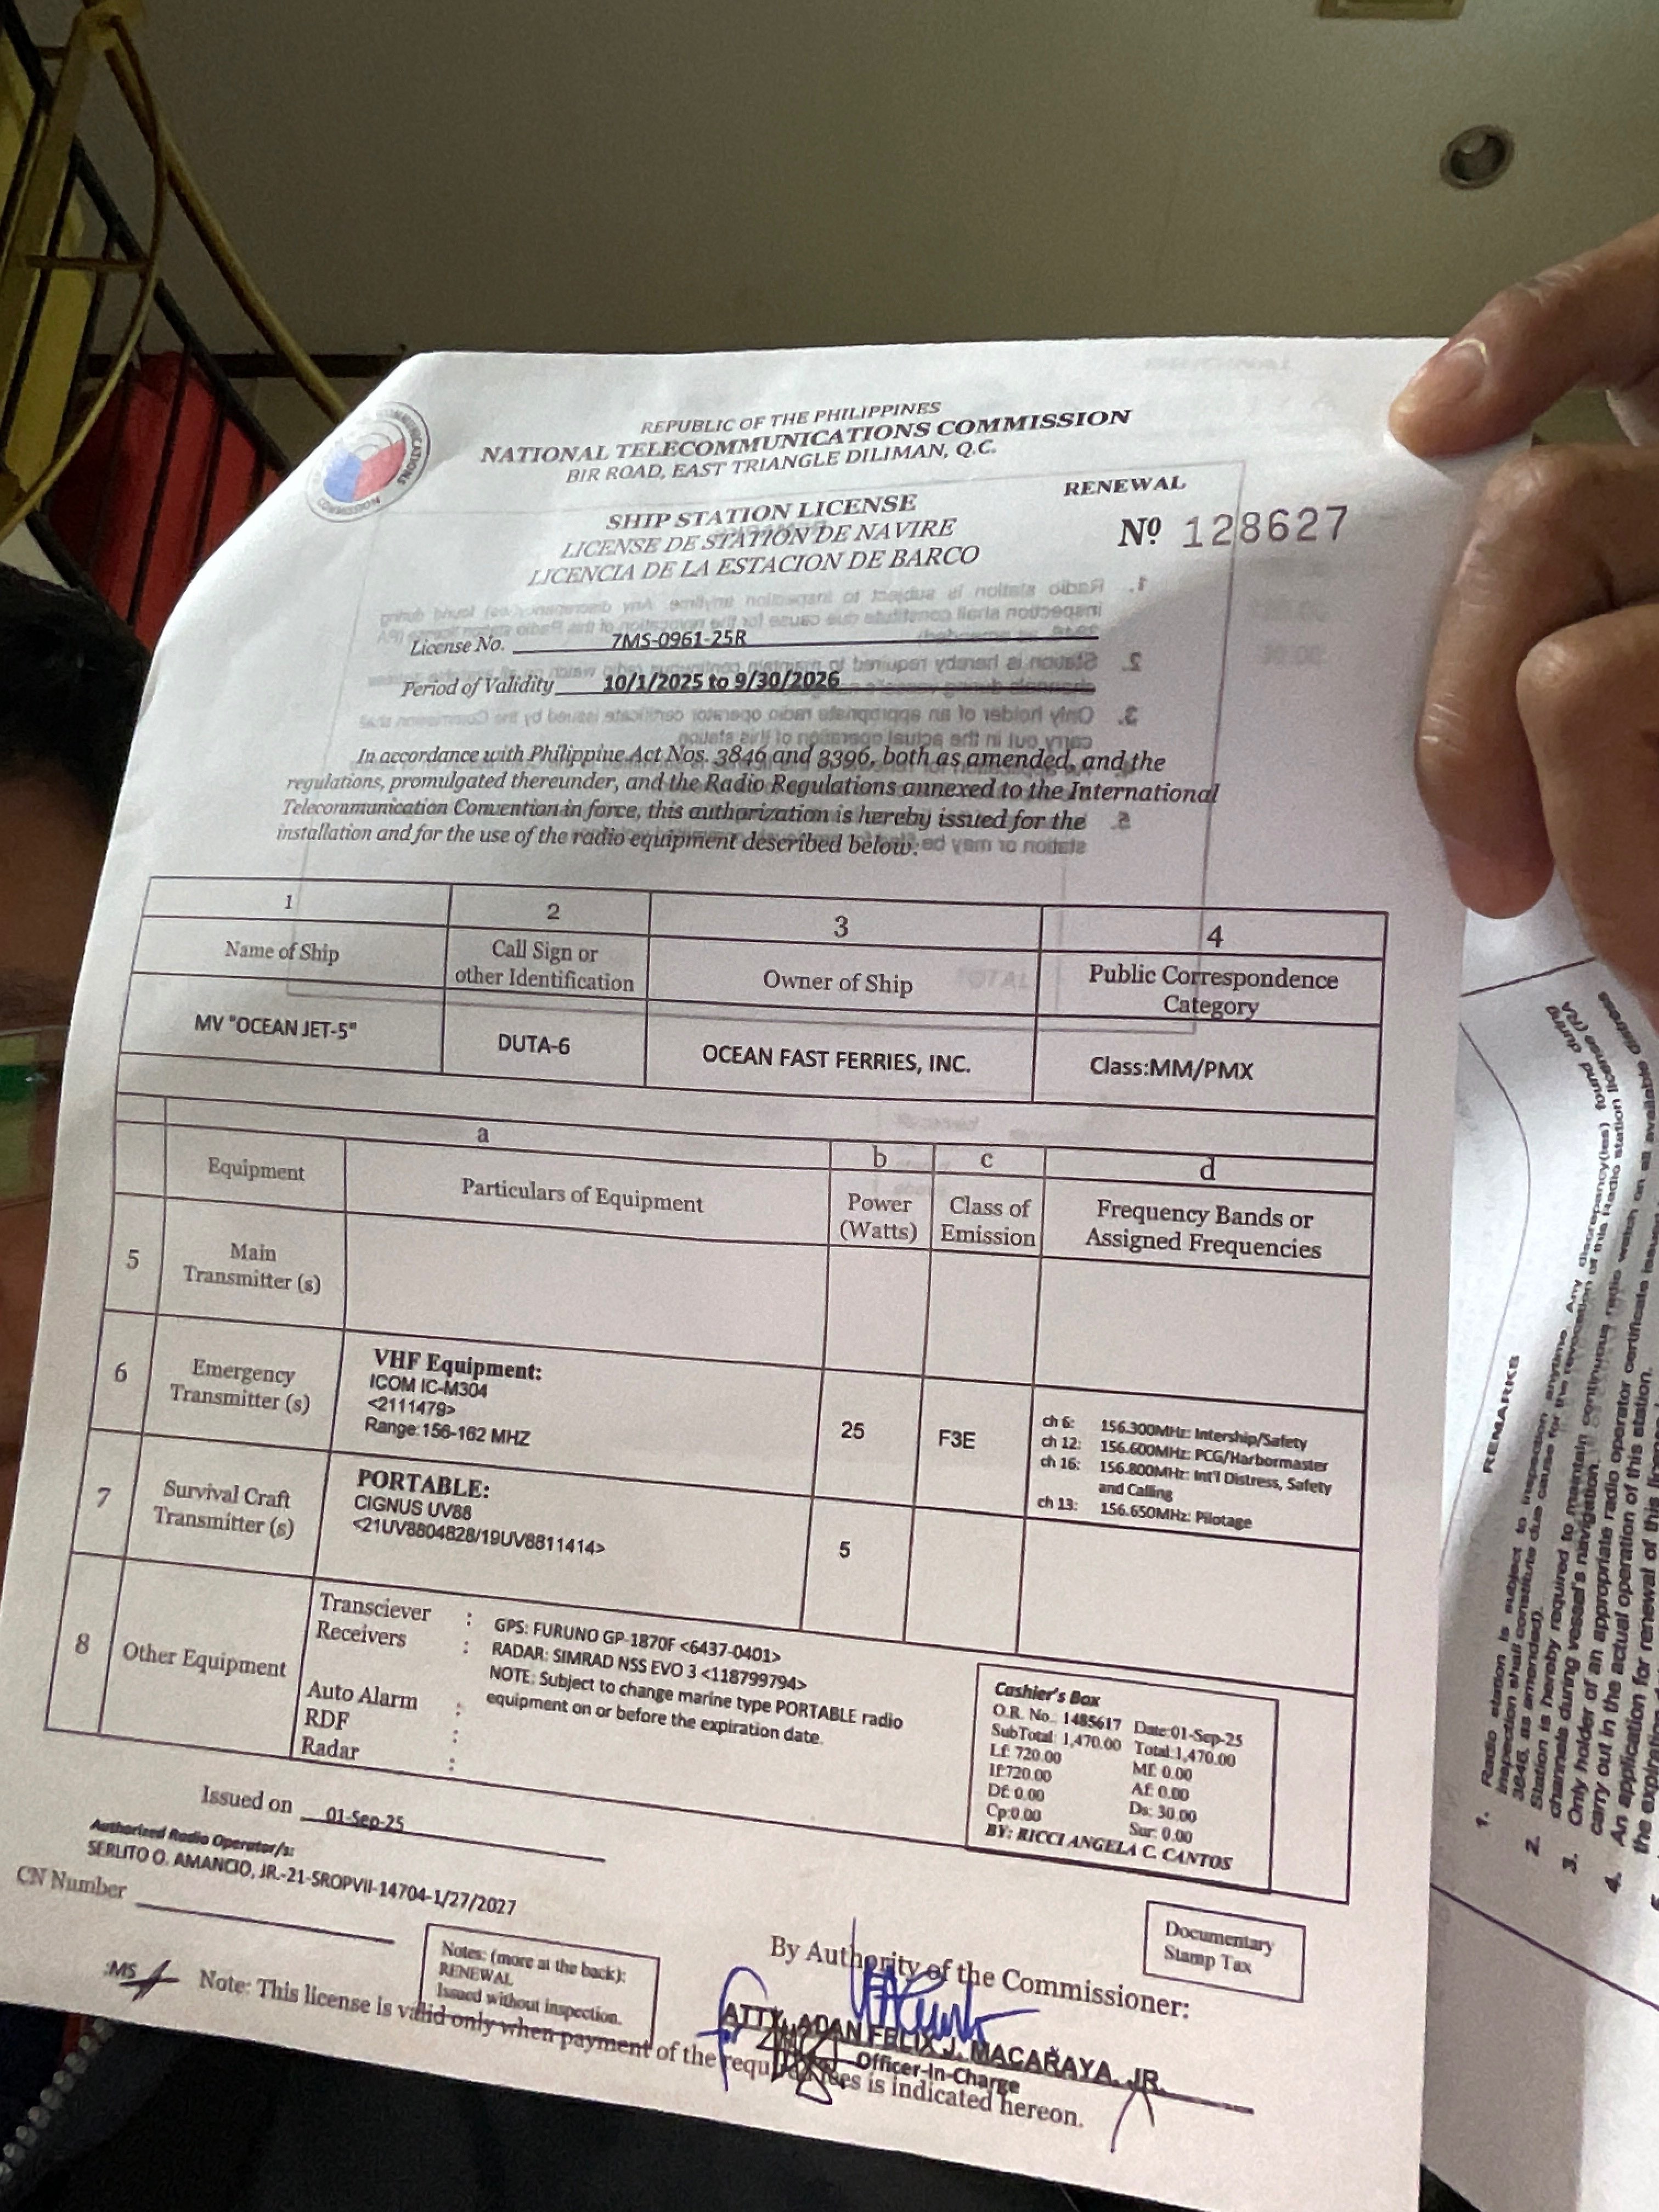 REPUBLIC OF THE PHILIPPINES
NATIONAL TELECOMMUNICATIONS COMMISSION
BIR ROAD, EAST TRIANGLE DILIMAN, Q.C.
RENEWAL
SHIP STATION LICENSE
Nº 128627
LICENSE DE STATION DE NAVIRE
LICENCIA DE LA ESTACION DE BARCO
License No. 7MS-0961-25R
Period of Validity 10/1/2025 to 9/30/2026
In accordance with Philippine Act Nos. 3846 and 3396, both as amended, and the
regulations, promulgated thereunder, and the Radio Regulations annexed to the International
Telecommunication Convention in force, this authorization is hereby issued for the
installation and for the use of the radio equipment described below:
1 2 3 4
Name of Ship
Call Sign or
other Identification
Owner of Ship
Public Correspondence
Category
MV "OCEAN JET-5"
DUTA-6
OCEAN FAST FERRIES, INC.
Class:MM/PMX
a b c d
Equipment
Particulars of Equipment
Power
(Watts)
Class of
Emission
Frequency Bands or
Assigned Frequencies
5
Main
Transmitter (s)
6
Emergency
Transmitter (s)
VHF Equipment:
ICOM IC-M304
<2111479>
Range: 156-162 MHZ
25
F3E
ch 6: 156.300MHz: Intership/Safety
ch 12: 156.600MHz: PCG/Harbormaster
ch 16: 156.800MHz: Int'l Distress, Safety
and Calling
ch 13: 156.650MHz: Pilotage
7
Survival Craft
Transmitter (s)
PORTABLE:
CIGNUS UV88
<21UV8804828/19UV8811414>
5
8
Other Equipment
Transciever :
Receivers :
Auto Alarm :
RDF :
Radar :
GPS: FURUNO GP-1870F <6437-0401>
RADAR: SIMRAD NSS EVO 3 <118799794>
NOTE: Subject to change marine type PORTABLE radio
equipment on or before the expiration date.
Cashier's Box
O.R. No.. 1485617 Date:01-Sep-25
SubTotal: 1,470.00 Total:1,470.00
Lf: 720.00 Mf: 0.00
If:720.00 Af: 0.00
Df: 0.00 Ds: 30.00
Cp:0.00 Sur: 0.00
BY: RICCI ANGELA C. CANTOS
Issued on 01-Sep-25
Authorized Radio Operator/s:
SERLITO O. AMANCIO, JR.-21-SROPVII-14704-1/27/2027
CN Number
Notes: (more at the back):
RENEWAL
Issued without inspection.
Documentary
Stamp Tax
By Authority of the Commissioner:
ATTY. ADAN FELIX J. MACARAYA, JR.
Officer-In-Charge
:MS
Note: This license is valid only when payment of the required fees is indicated hereon.
REMARKS
1. Radio station is subject to inspection anytime. Any discrepancy(ies) found during
inspection shall constitute due cause for the revocation of this Radio station license (RA
3846, as amended).
2. Station is hereby required to maintain continuous radio watch on all available distress
channels during vessel's navigation.
3. Only holder of an appropriate radio operator certificate issued
carry out in the actual operation of this station.
4. An application for renewal of this license
the expiration